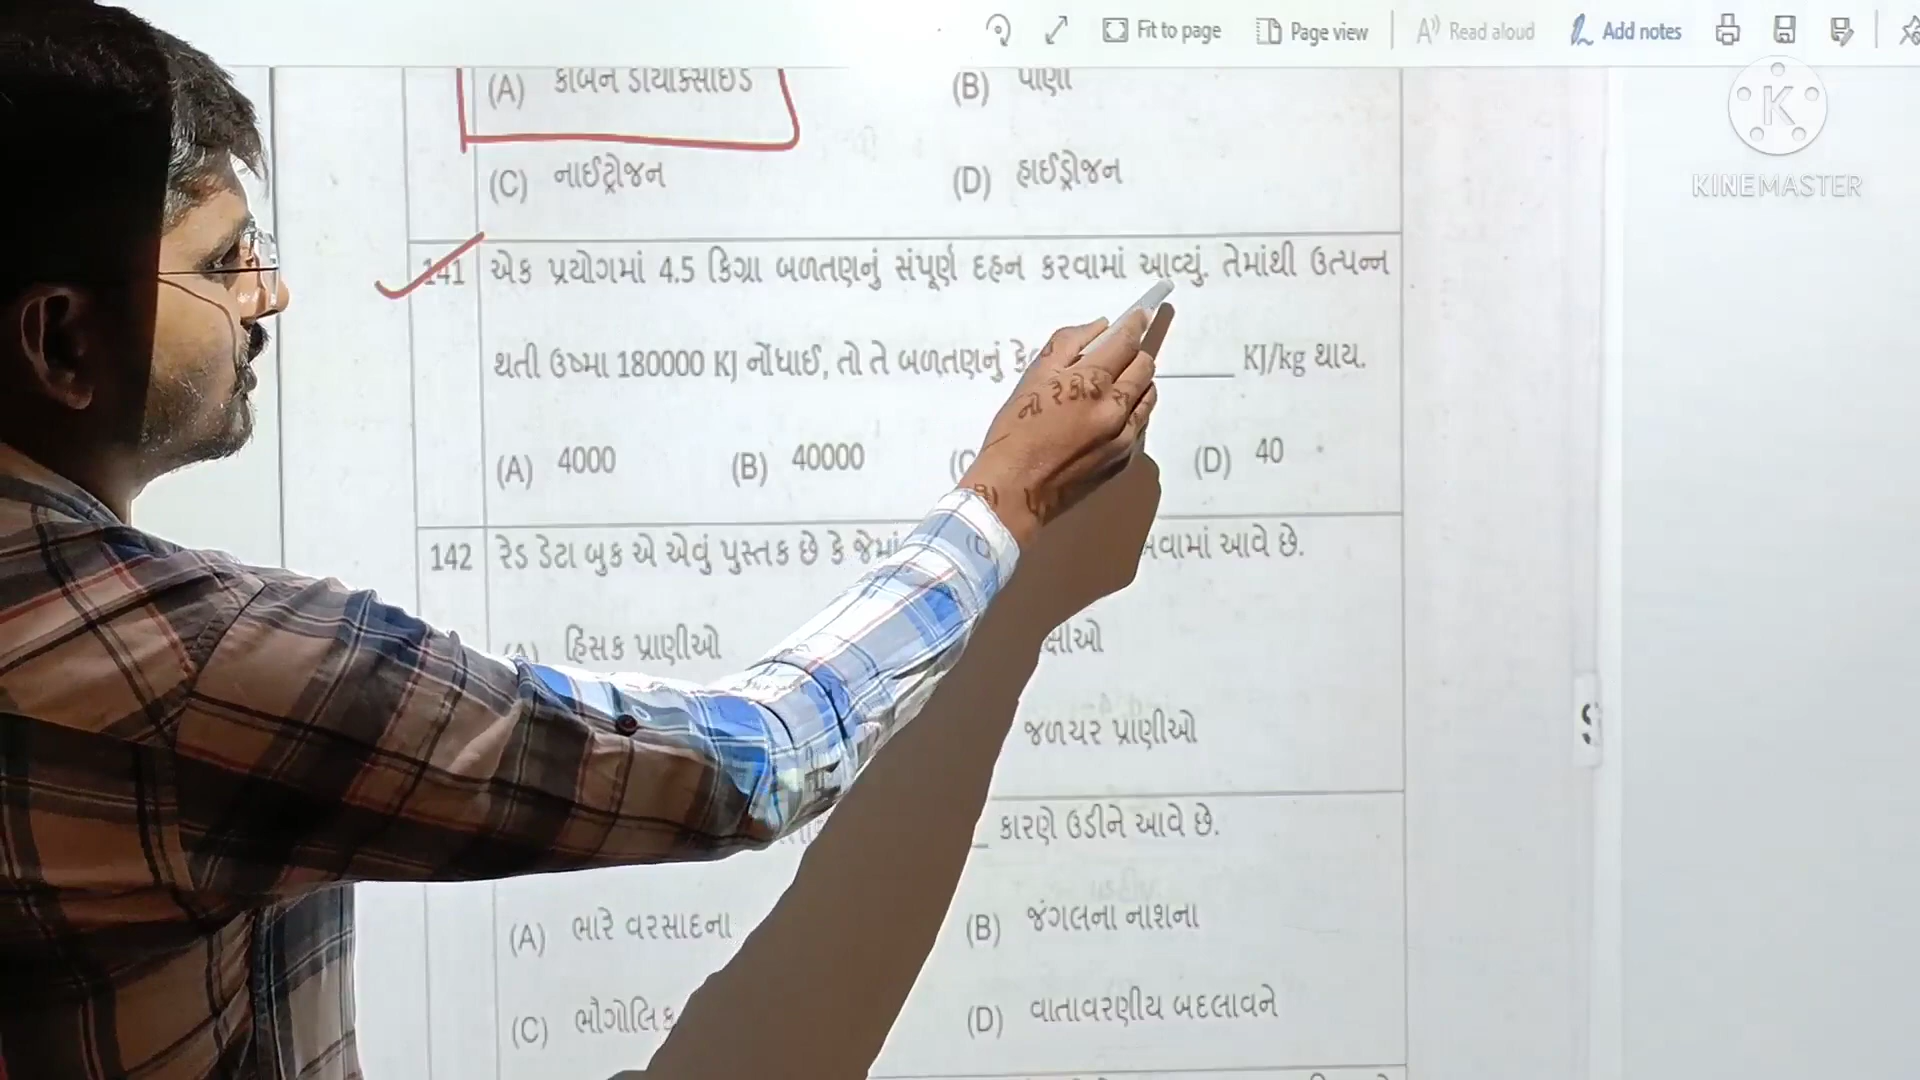 Fit to page Page view Read aloud Add notes
KINEMASTER
(A) કાર્બન ડાયોક્સાઇડ (B) પાણી
(C) નાઈટ્રોજન (D) હાઈડ્રોજન
141 એક પ્રયોગમાં 4.5 કિગ્રા બળતણનું સંપૂર્ણ દહન કરવામાં આવ્યું. તેમાંથી ઉત્પન્ન
થતી ઉષ્મા 180000 KJ નોંધાઈ, તો તે બળતણનું ______ KJ/kg થાય.
(A) 4000 (B) 40000 (D) 40
142 રેડ ડેટા બુક એ એવું પુસ્તક છે કે જેમાં આવે છે.
(A) હિંસક પ્રાણીઓ
જળચર પ્રાણીઓ
કારણે ઉડીને આવે છે.
(A) ભારે વરસાદના (B) જંગલના નાશના
(C) ભૌગોલિક (D) વાતાવરણીય બદલાવને